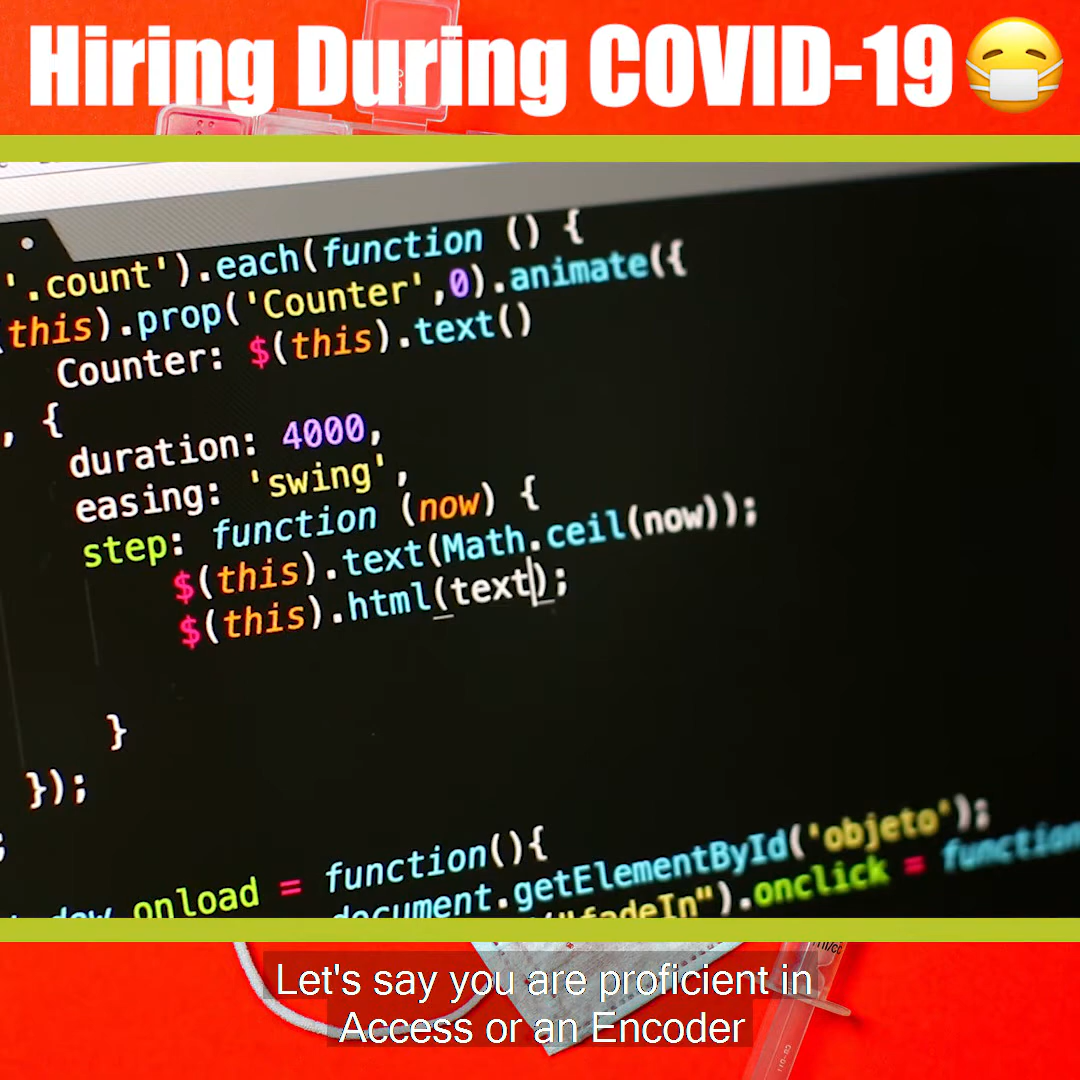 Hiring During COVID-19
'.count').each(function () {
(this).prop('Counter',0).animate({
Counter: $(this).text()
, {
duration: 4000,
easing: 'swing',
step: function (now) {
$(this).text(Math.ceil(now));
$(this).html(text);
}
});
;
onload = function(){
document.getElementById('objeto');
("fadeIn").onclick = function
Let's say you are proficient in
Access or an Encoder